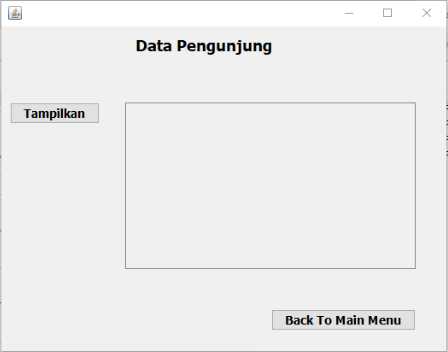 Data Pengunjung
Tampilkan
Back To Main Menu